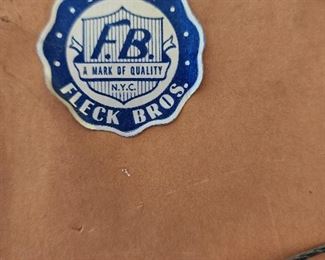 F.B.
A MARK OF QUALITY
N.Y.C.
FLECK BROS.